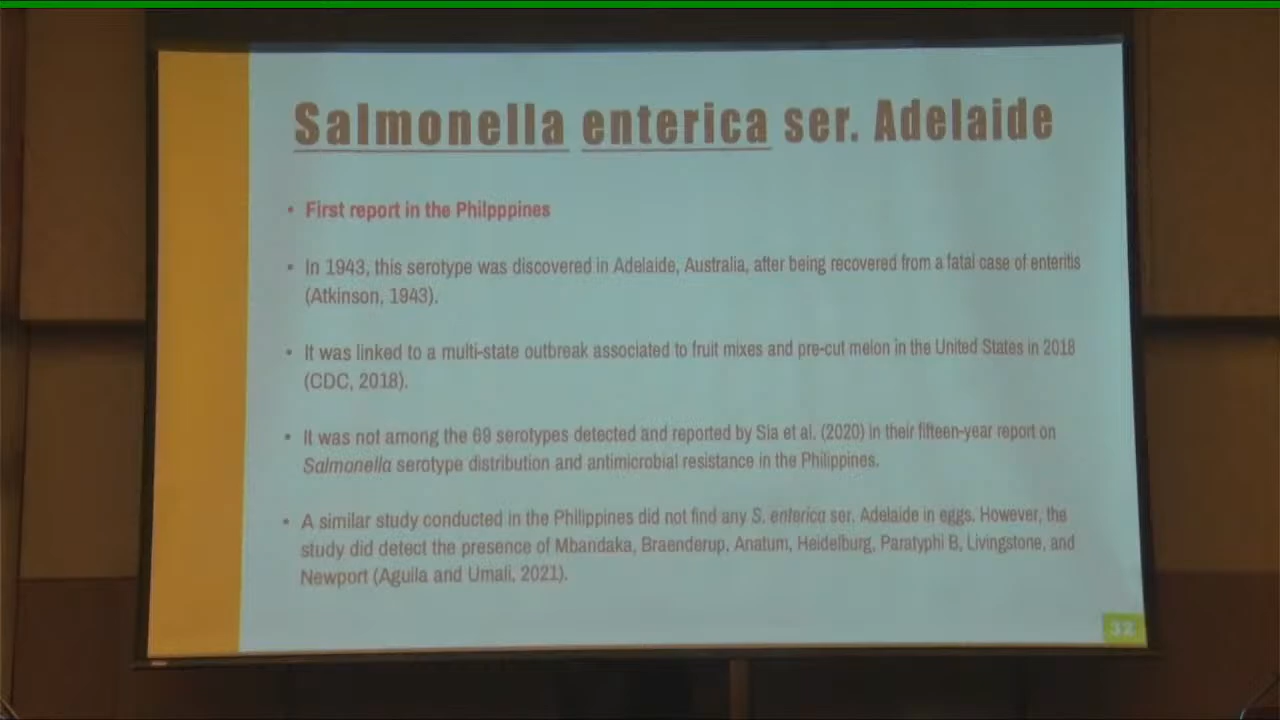 Salmonella enterica ser. Adelaide
• First report in the Philpppines
• In 1943, this serotype was discovered in Adelaide, Australia, after being recovered from a fatal case of enteritis
(Atkinson, 1943).
• It was linked to a multi-state outbreak associated to fruit mixes and pre-cut melon in the United States in 2018
(CDC, 2018).
• It was not among the 69 serotypes detected and reported by Sia et al. (2020) in their fifteen-year report on
Salmonella serotype distribution and antimicrobial resistance in the Philippines.
• A similar study conducted in the Philippines did not find any S. enterica ser. Adelaide in eggs. However, the
study did detect the presence of Mbandaka, Braenderup, Anatum, Heidelburg, Paratyphi B, Livingstone, and
Newport (Aguila and Umali, 2021).
32